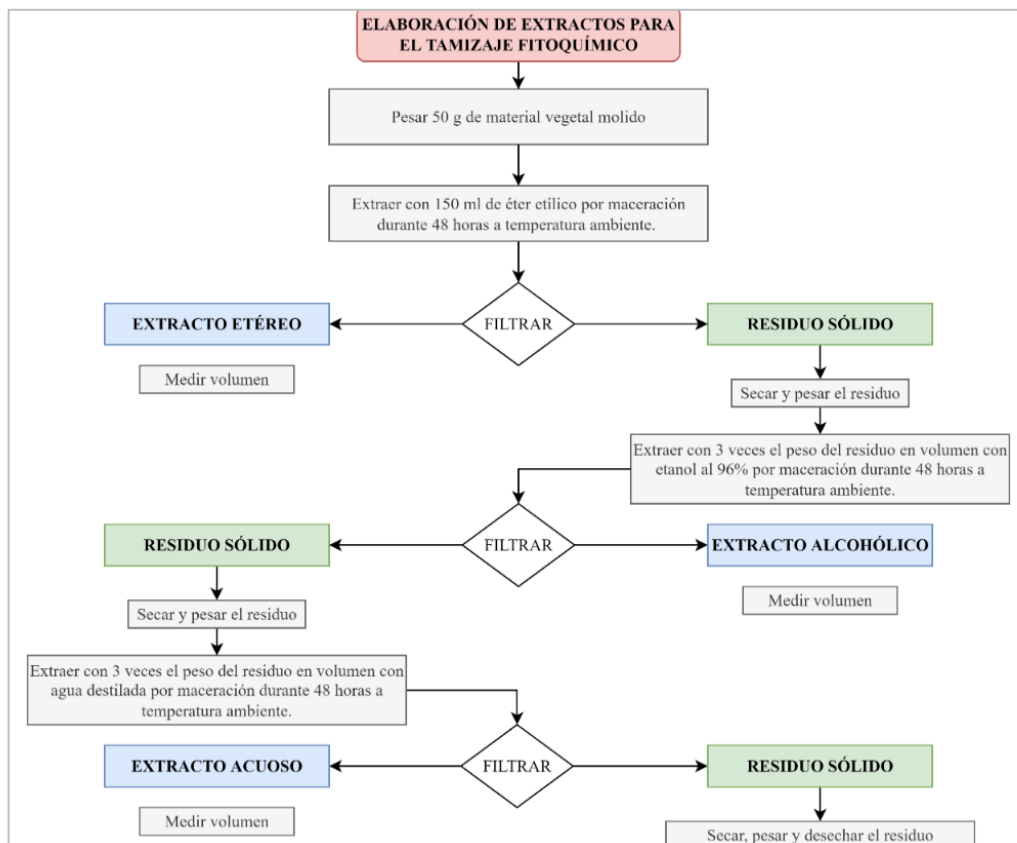 ELABORACIÓN DE EXTRACTOS PARA
EL TAMIZAJE FITOQUÍMICO
Pesar 50 g de material vegetal molido
Extraer con 150 ml de éter etílico por maceración
durante 48 horas a temperatura ambiente.
FILTRAR
EXTRACTO ETÉREO
RESIDUO SÓLIDO
Medir volumen
Secar y pesar el residuo
Extraer con 3 veces el peso del residuo en volumen con
etanol al 96% por maceración durante 48 horas a
temperatura ambiente.
RESIDUO SÓLIDO
FILTRAR
EXTRACTO ALCOHÓLICO
Secar y pesar el residuo
Medir volumen
Extraer con 3 veces el peso del residuo en volumen con
agua destilada por maceración durante 48 horas a
temperatura ambiente.
EXTRACTO ACUOSO
FILTRAR
RESIDUO SÓLIDO
Medir volumen
Secar, pesar y desechar el residuo